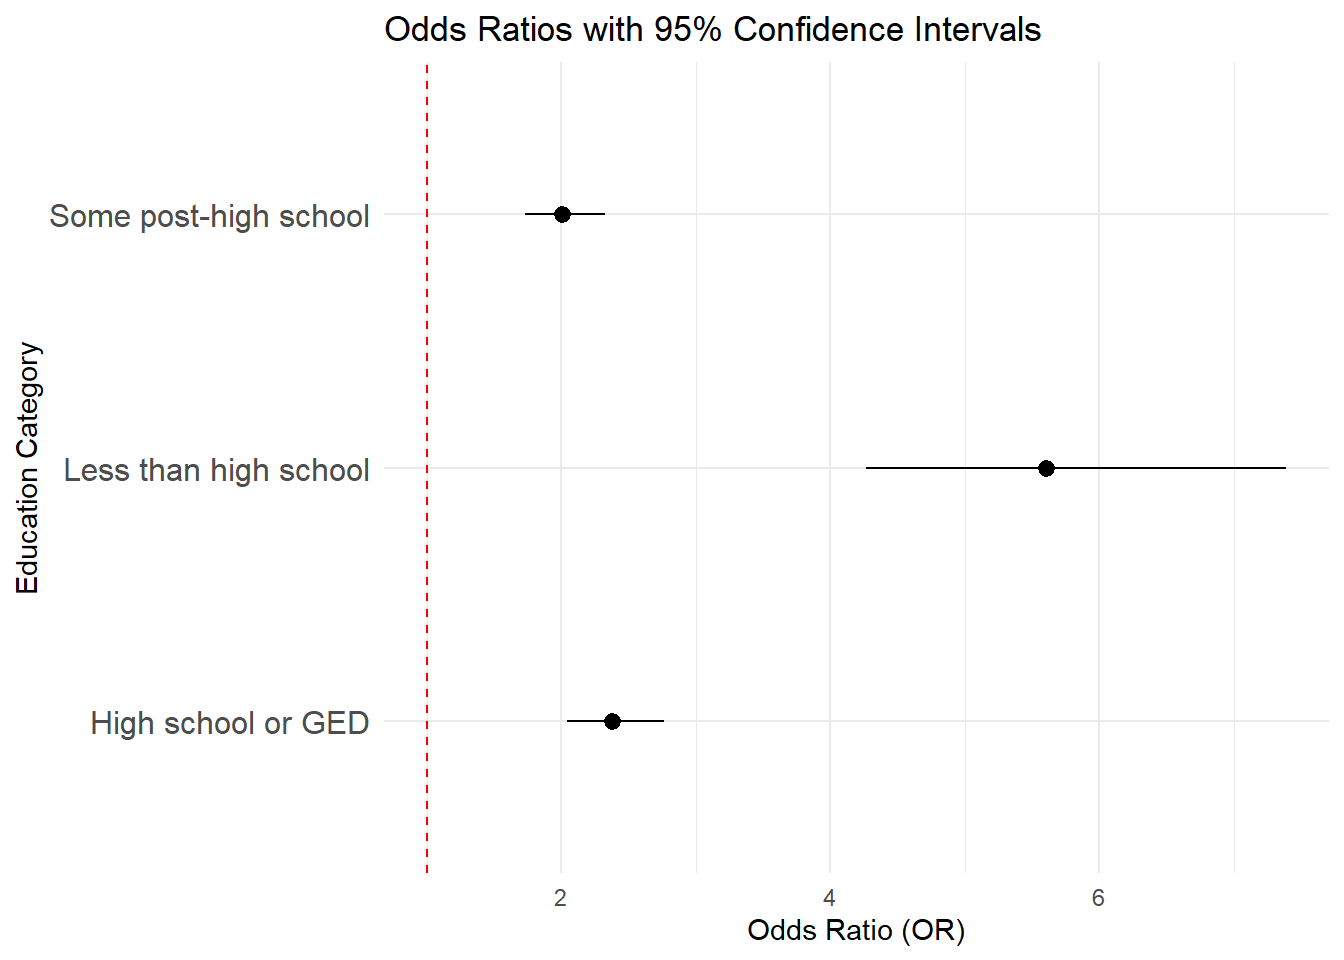 Odds Ratios with 95% Confidence Intervals
Education Category
Some post-high school
Less than high school
High school or GED
2
4
6
Odds Ratio (OR)